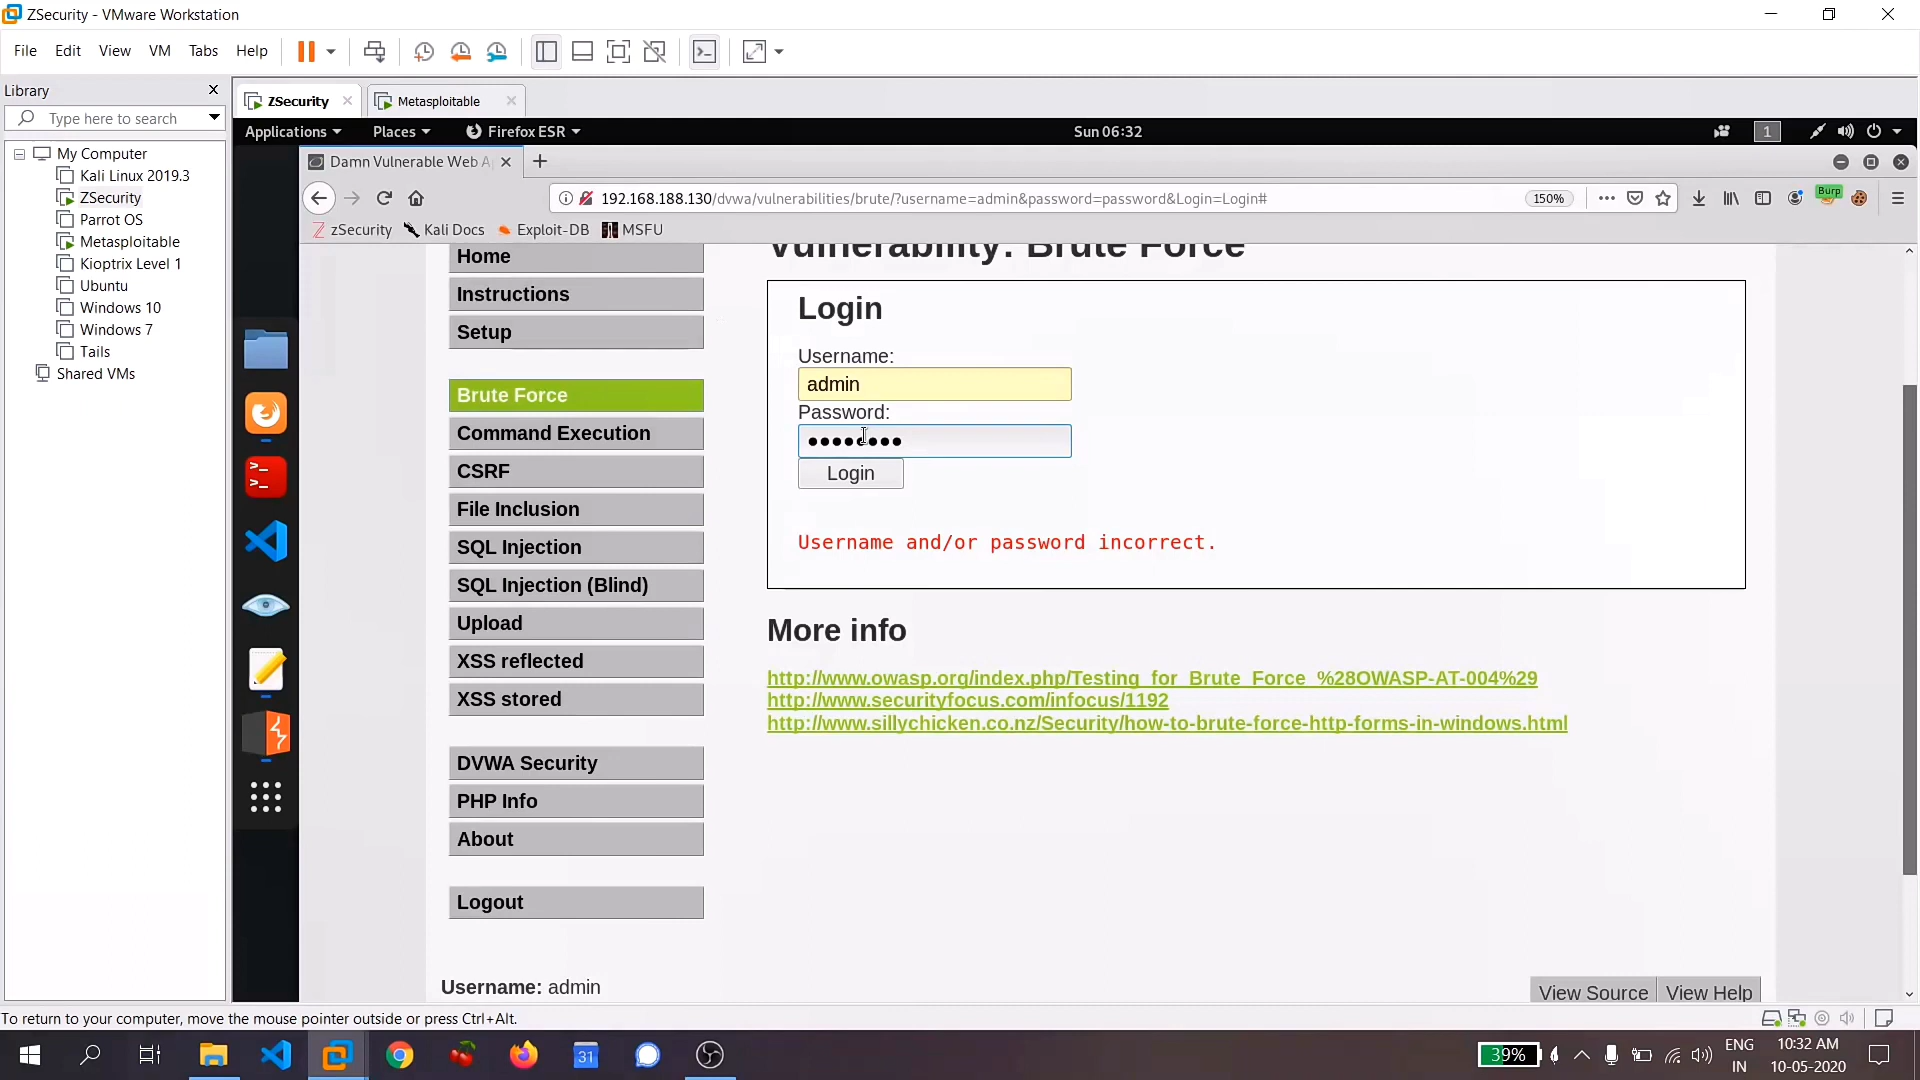 ZSecurity - VMware Workstation
File Edit View VM Tabs Help
Library
Type here to search
My Computer
Kali Linux 2019.3
ZSecurity
Parrot OS
Metasploitable
Kioptrix Level 1
Ubuntu
Windows 10
Windows 7
Tails
Shared VMs
ZSecurity Metasploitable
Applications Places Firefox ESR Sun 06:32 1
Damn Vulnerable Web A
192.168.188.130/dvwa/vulnerabilities/brute/?username=admin&password=password&Login=Login# 150% Burp
zSecurity Kali Docs Exploit-DB MSFU
Home
Instructions
Setup
Brute Force
Command Execution
CSRF
File Inclusion
SQL Injection
SQL Injection (Blind)
Upload
XSS reflected
XSS stored
DVWA Security
PHP Info
About
Logout
Vulnerability: Brute Force
Login
Username:
admin
Password:
Login
Username and/or password incorrect.
More info
http://www.owasp.org/index.php/Testing_for_Brute_Force_%28OWASP-AT-004%29
http://www.securityfocus.com/infocus/1192
http://www.sillychicken.co.nz/Security/how-to-brute-force-http-forms-in-windows.html
Username: admin
View Source View Help
To return to your computer, move the mouse pointer outside or press Ctrl+Alt.
31
39% ENG 10:32 AM
IN 10-05-2020